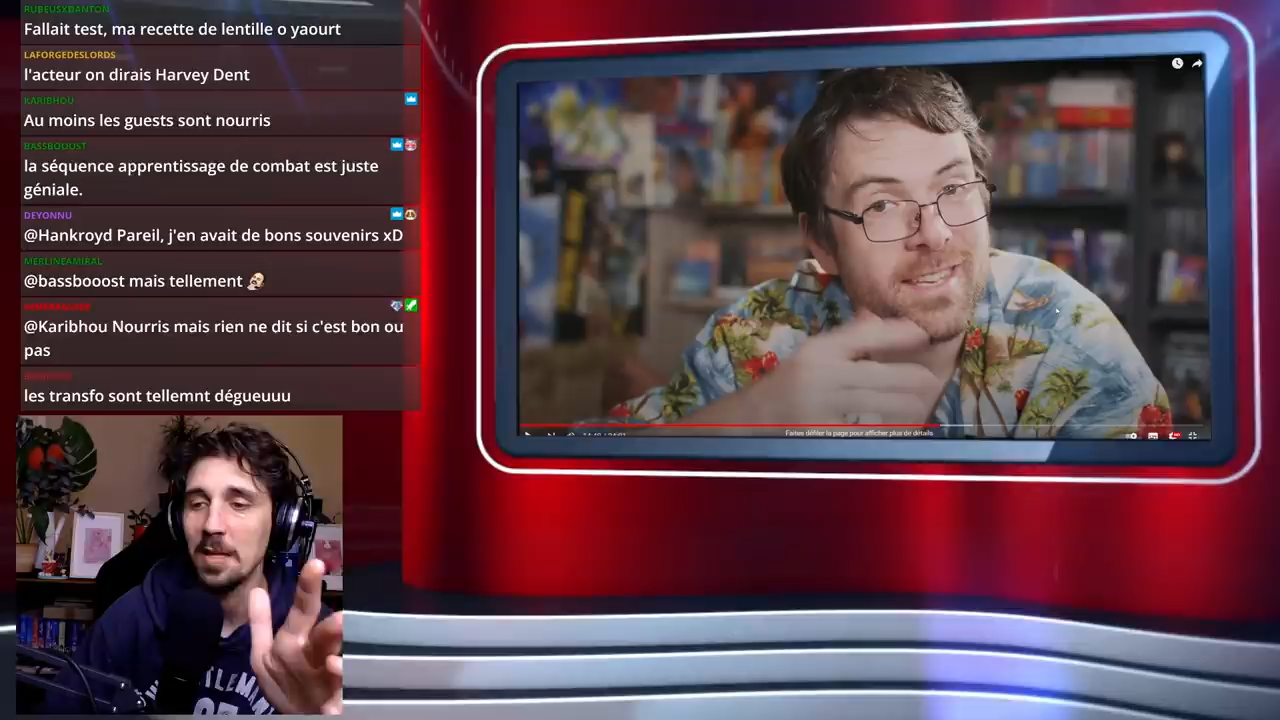 RUBEUSXDANTON
Fallait test, ma recette de lentille o yaourt
LAFORGEDESLORDS
l'acteur on dirais Harvey Dent
KARIBHOU
Au moins les guests sont nourris
BASSBOOOST
la séquence apprentissage de combat est juste
géniale.
DEYONNU
@Hankroyd Pareil, j'en avait de bons souvenirs xD
MERLINEAMIRAL
@bassbooost mais tellement
@Karibhou Nourris mais rien ne dit si c'est bon ou
pas
les transfo sont tellemnt dégueuuu
Faites défiler la page pour afficher plus de détails